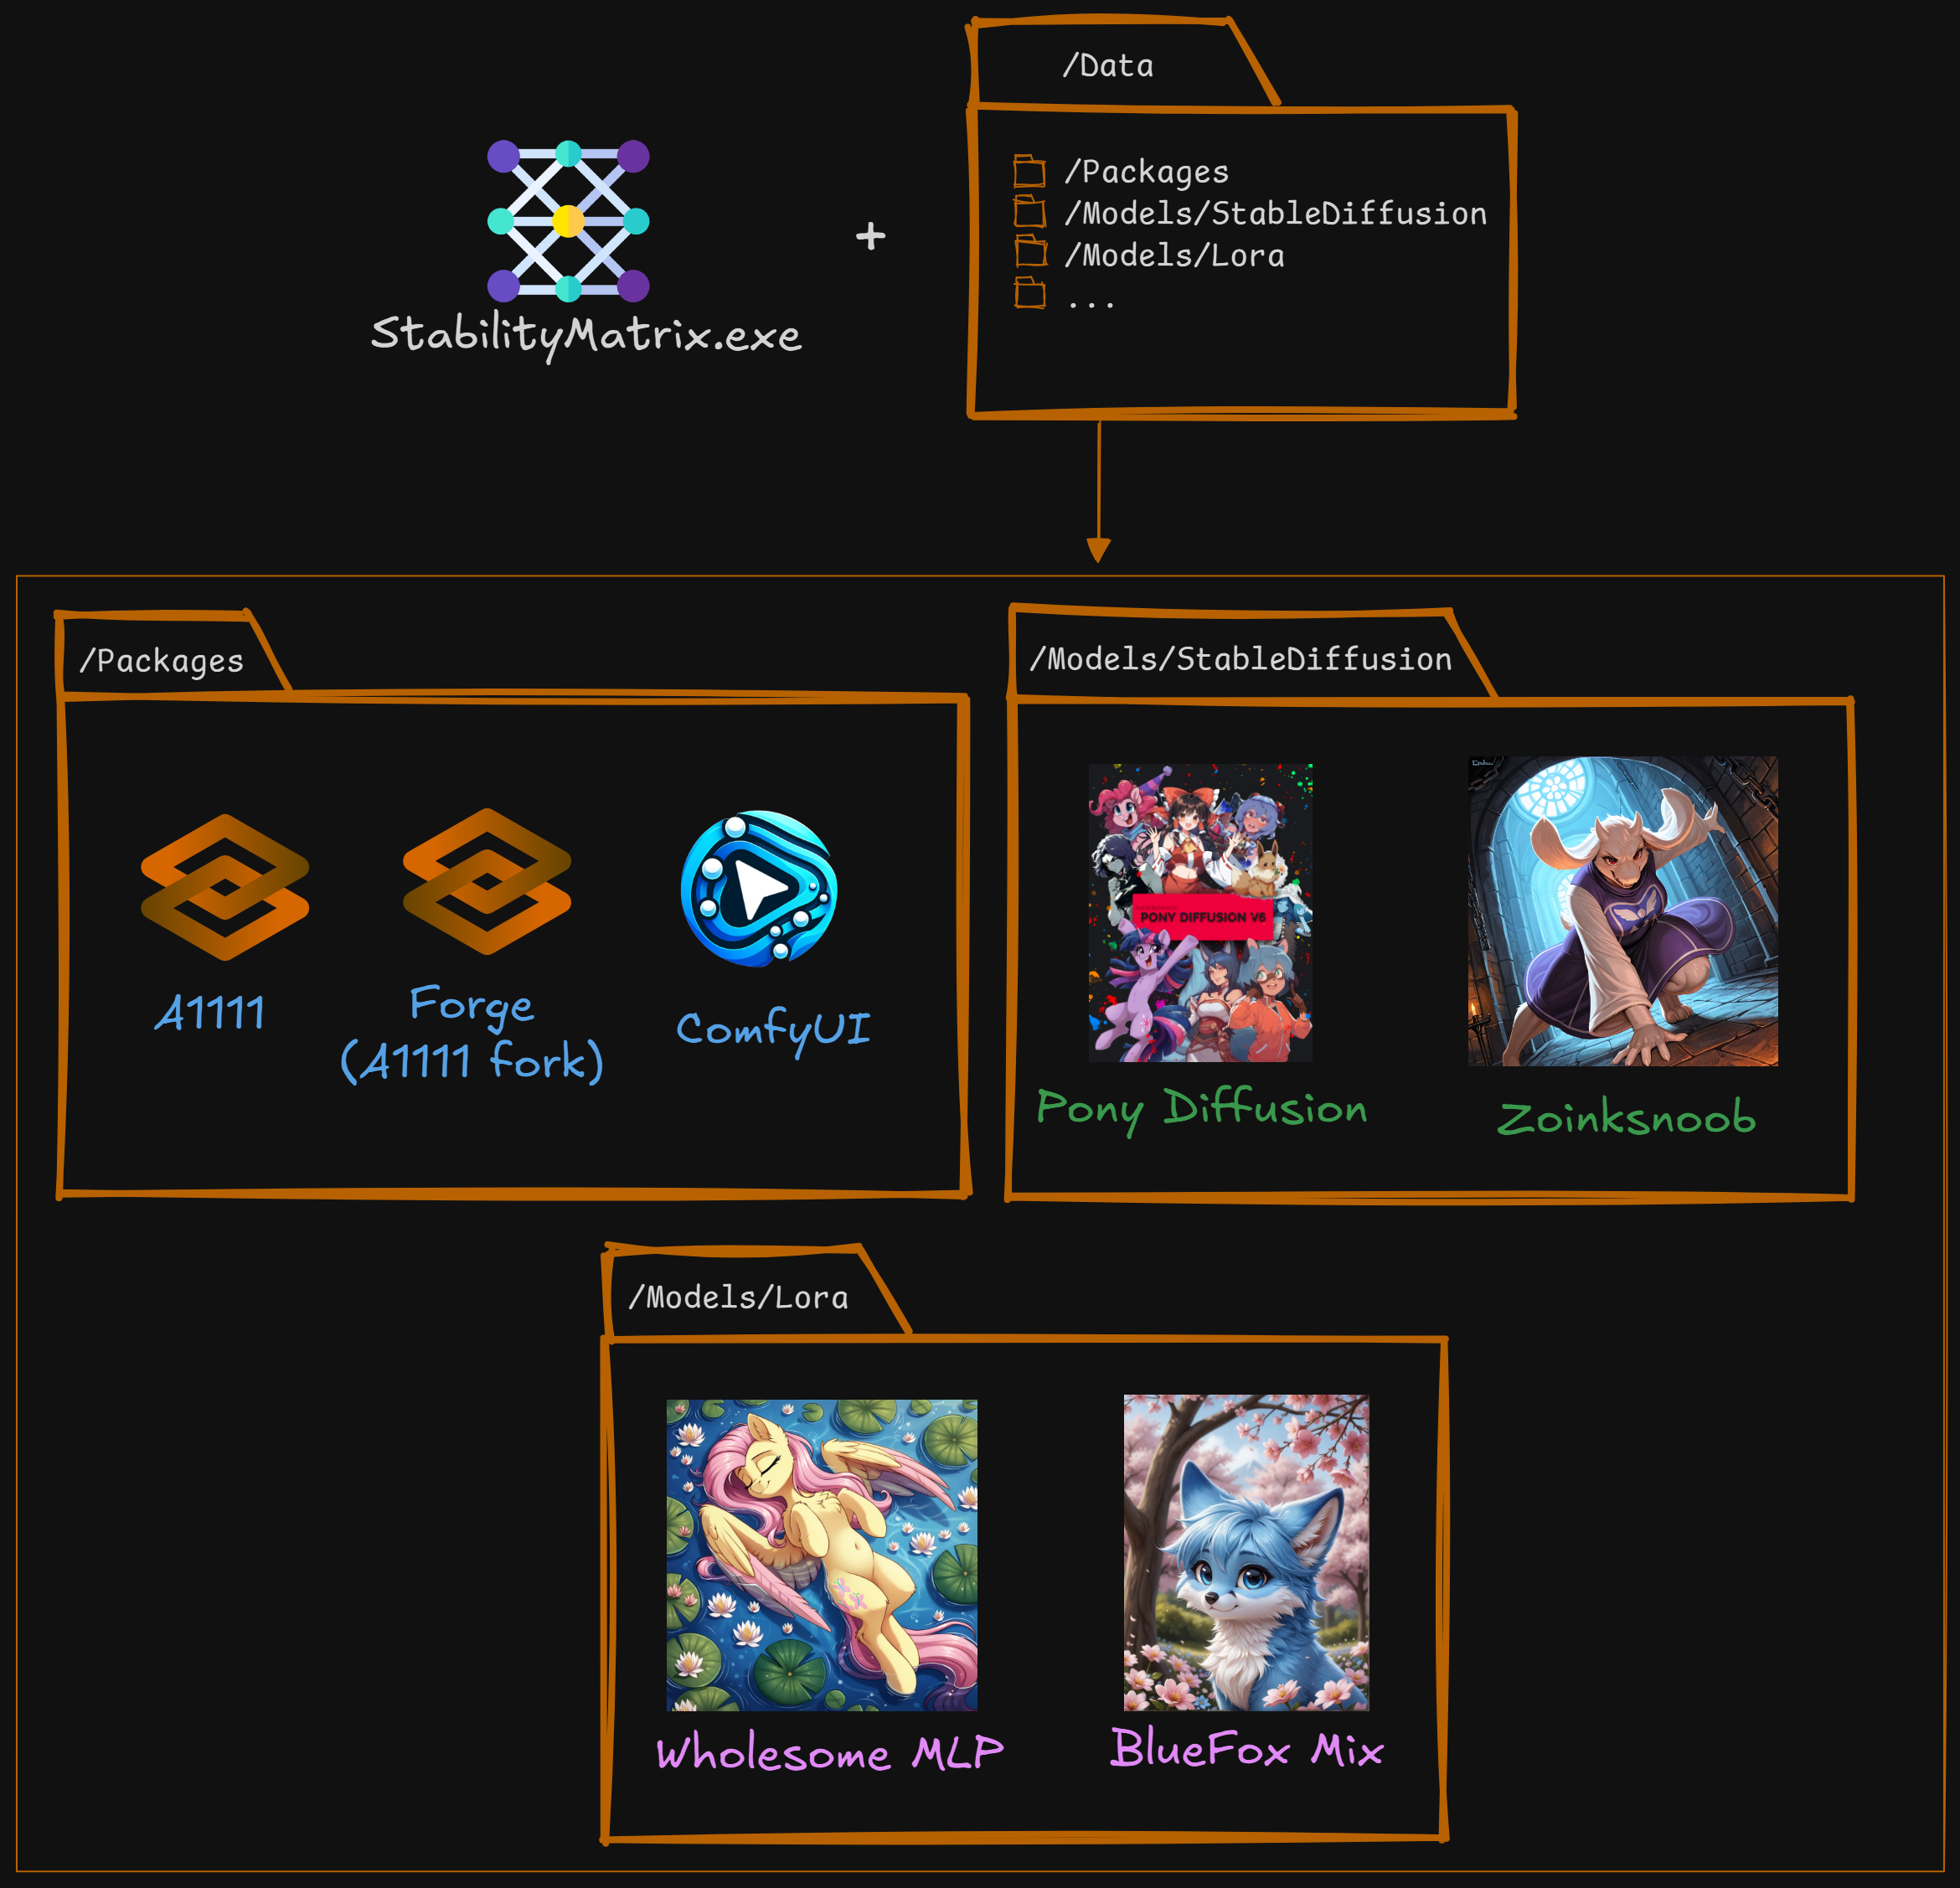 /Data
/Packages
/Models/StableDiffusion
/Models/Lora
...
+
StabilityMatrix.exe
/Packages
A1111
Forge
(A1111 fork)
ComfyUI
/Models/StableDiffusion
PONY DIFFUSION V6
Pony Diffusion
Zoinksnoob
/Models/Lora
Wholesome MLP
BlueFox Mix